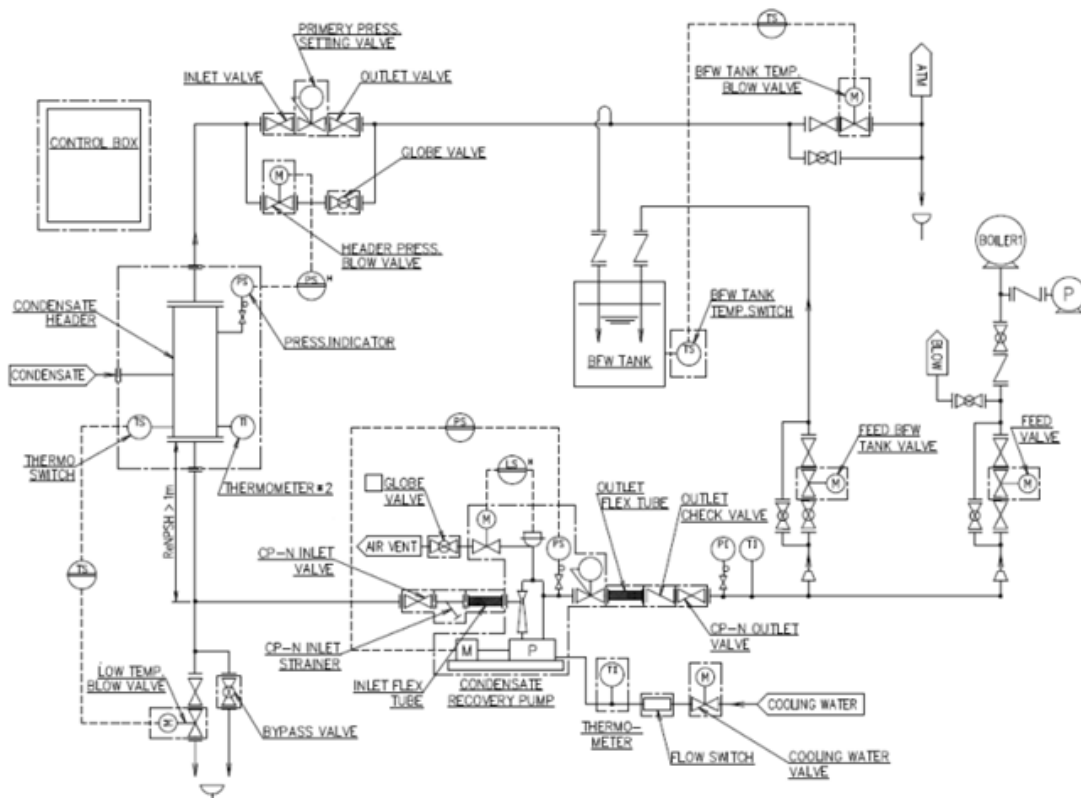 PRIMERY PRESS.
SETTING VALVE
INLET VALVE
OUTLET VALVE
TS
BFW TANK TEMP.
BLOW VALVE
M
ATM
CONTROL BOX
GLOBE VALVE
M
HEADER PRESS.
BLOW VALVE
PS
H
PS
CONDENSATE
HEADER
PRESS.INDICATOR
CONDENSATE
TS
TI
THERMO
SWITCH
THERMOMETER※2
ReNPSH > 1m
BFW TANK
BFW TANK
TEMP.SWITCH
TS
BOILER1
P
BLOW
FEED BFW
TANK VALVE
M
FEED
VALVE
M
PS
LS
H
GLOBE
VALVE
M
AIR VENT
PS
OUTLET
FLEX TUBE
OUTLET
CHECK VALVE
PI
TI
CP-N INLET
VALVE
CP-N INLET
STRAINER
INLET FLEX
TUBE
M
P
CONDENSATE
RECOVERY PUMP
CP-N OUTLET
VALVE
TS
LOW TEMP.
BLOW VALVE
M
BYPASS VALVE
TI
THERMO-
METER
FLOW SWITCH
M
COOLING WATER
COOLING WATER
VALVE